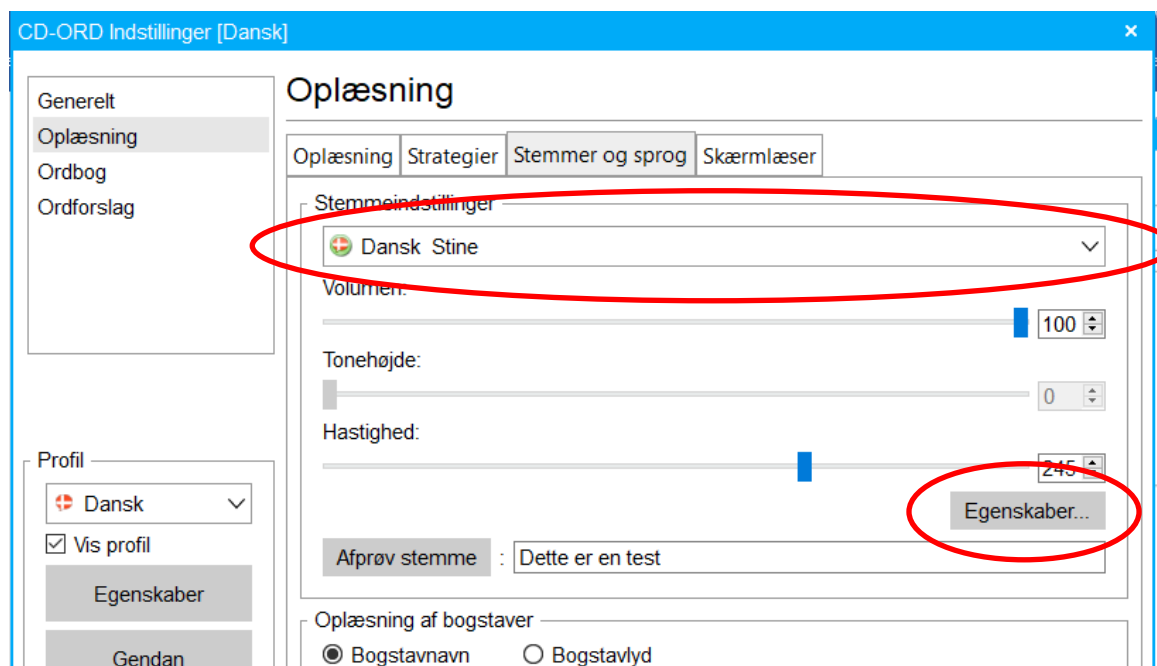 CD-ORD Indstillinger [Dansk]
Generelt
Oplæsning
Ordbog
Ordforslag
Oplæsning
Oplæsning Strategier Stemmer og sprog Skærmlæser
Stemmeindstillinger
Dansk Stine
Volumen:
100
Tonehøjde:
0
Hastighed:
245
Egenskaber...
Afprøv stemme : Dette er en test
Profil
Dansk
Vis profil
Egenskaber
Gendan
Oplæsning af bogstaver
Bogstavnavn Bogstavlyd